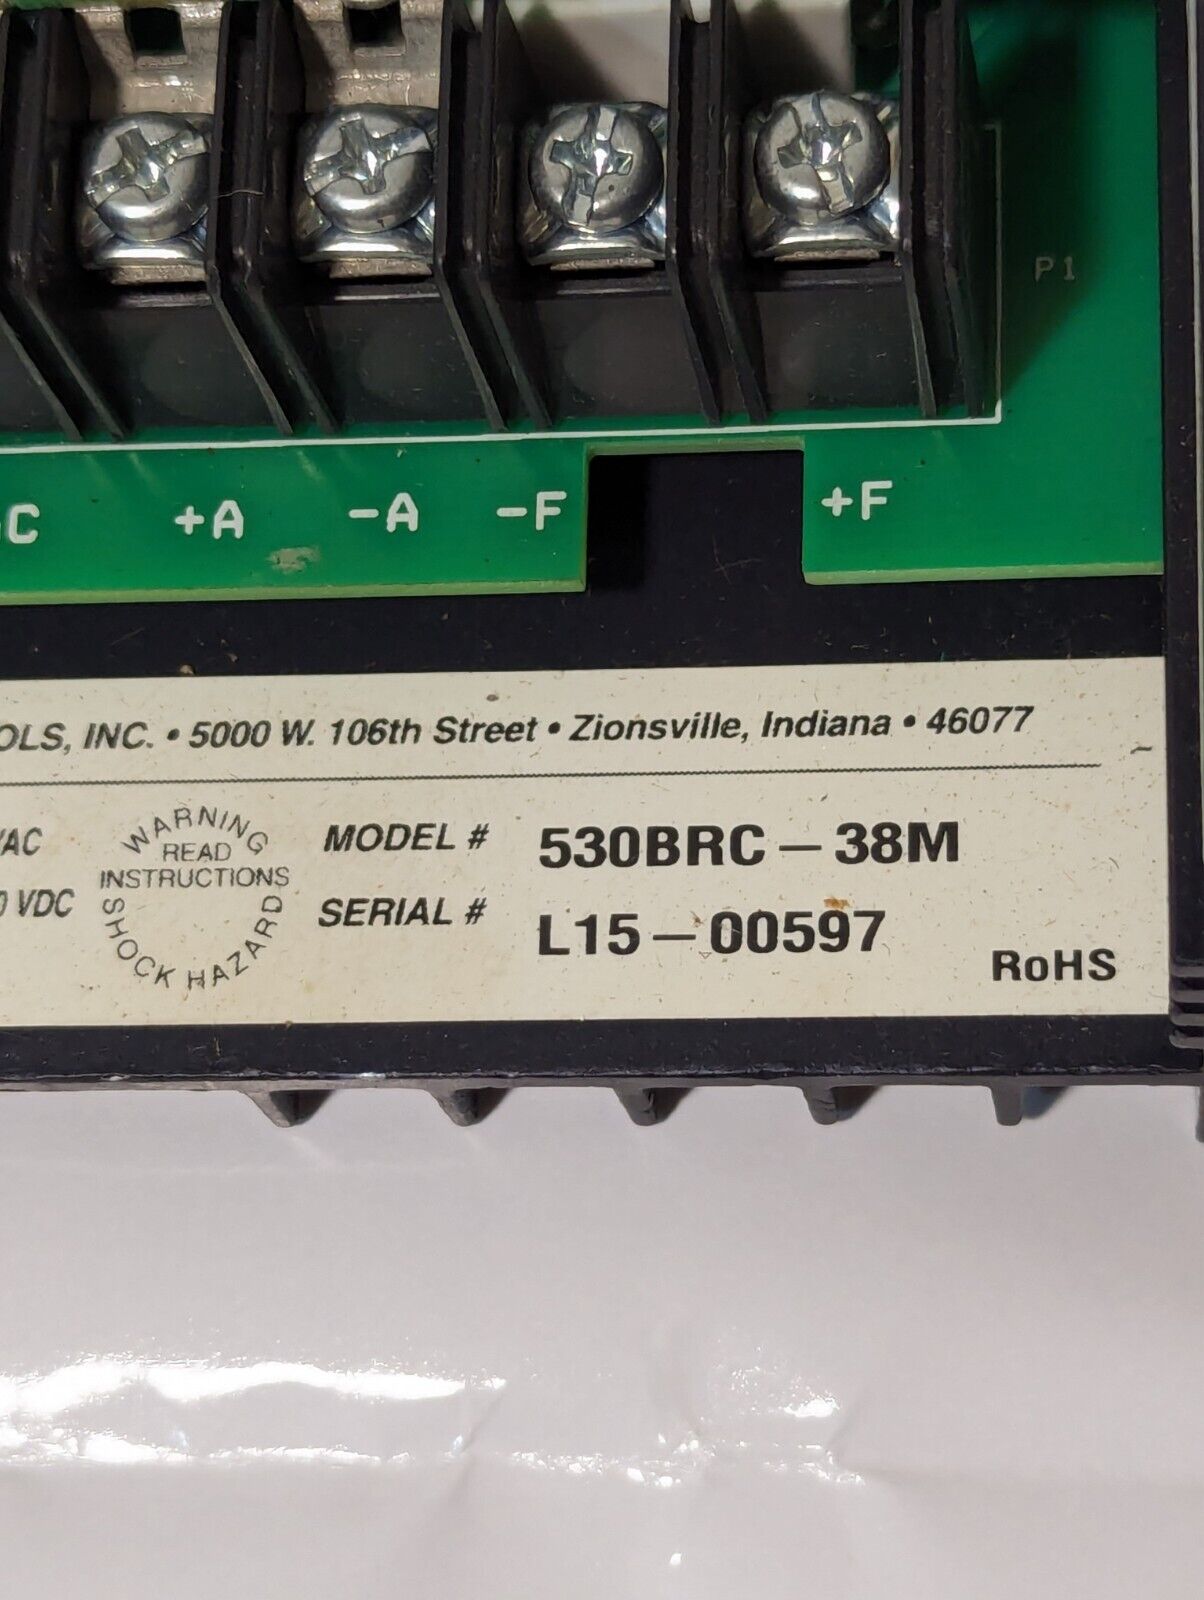 P1
C +A -A -F +F
OLS, INC. • 5000 W. 106th Street • Zionsville, Indiana • 46077
VAC
0 VDC
WARNING
READ
INSTRUCTIONS
SHOCK HAZARD
MODEL # 530BRC-38M
SERIAL # L15-00597
RoHS